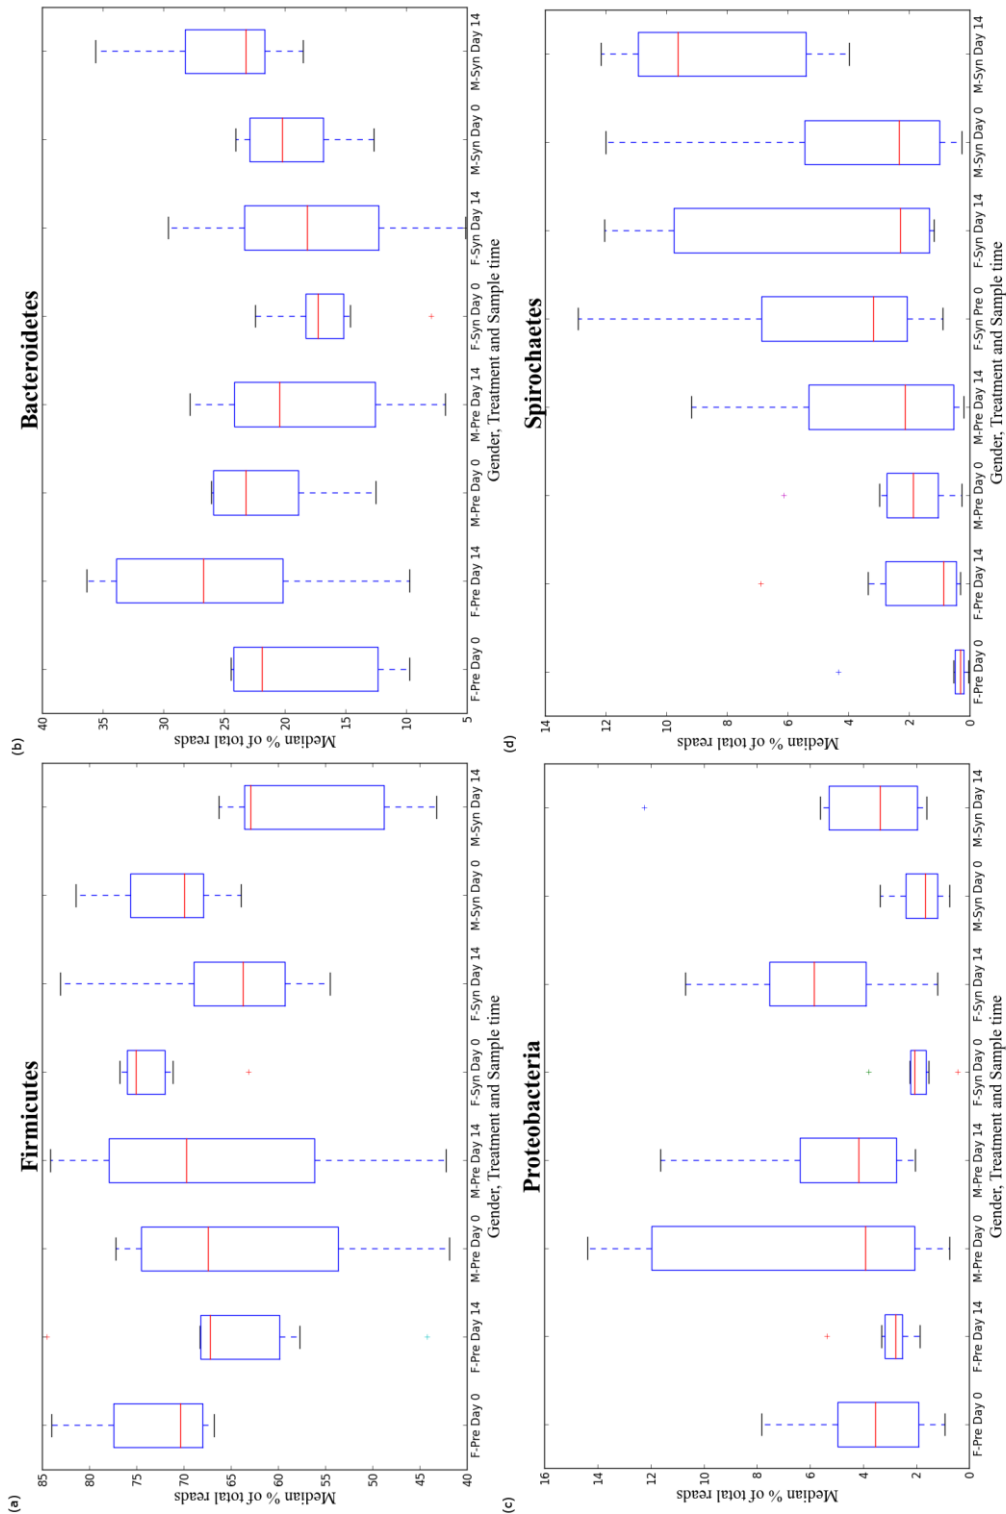 (a)
Firmicutes
85
80
75
70
65
60
55
50
45
40
Median % of total reads
F-Pre Day 0
F-Pre Day 14
M-Pre Day 0
M-Pre Day 14
F-Syn Day 0
F-Syn Day 14
M-Syn Day 0
M-Syn Day 14
Gender, Treatment and Sample time
(b)
Bacteroidetes
40
35
30
25
20
15
10
5
Median % of total reads
F-Pre Day 0
F-Pre Day 14
M-Pre Day 0
M-Pre Day 14
F-Syn Day 0
F-Syn Day 14
M-Syn Day 0
M-Syn Day 14
Gender, Treatment and Sample time
(c)
Proteobacteria
16
14
12
10
8
6
4
2
0
Median % of total reads
F-Pre Day 0
F-Pre Day 14
M-Pre Day 0
M-Pre Day 14
F-Syn Day 0
F-Syn Day 14
M-Syn Day 0
M-Syn Day 14
Gender, Treatment and Sample time
(d)
Spirochaetes
14
12
10
8
6
4
2
0
Median % of total reads
F-Pre Day 0
F-Pre Day 14
M-Pre Day 0
M-Pre Day 14
F-Syn Pre 0
F-Syn Day 14
M-Syn Day 0
M-Syn Day 14
Gender, Treatment and Sample time